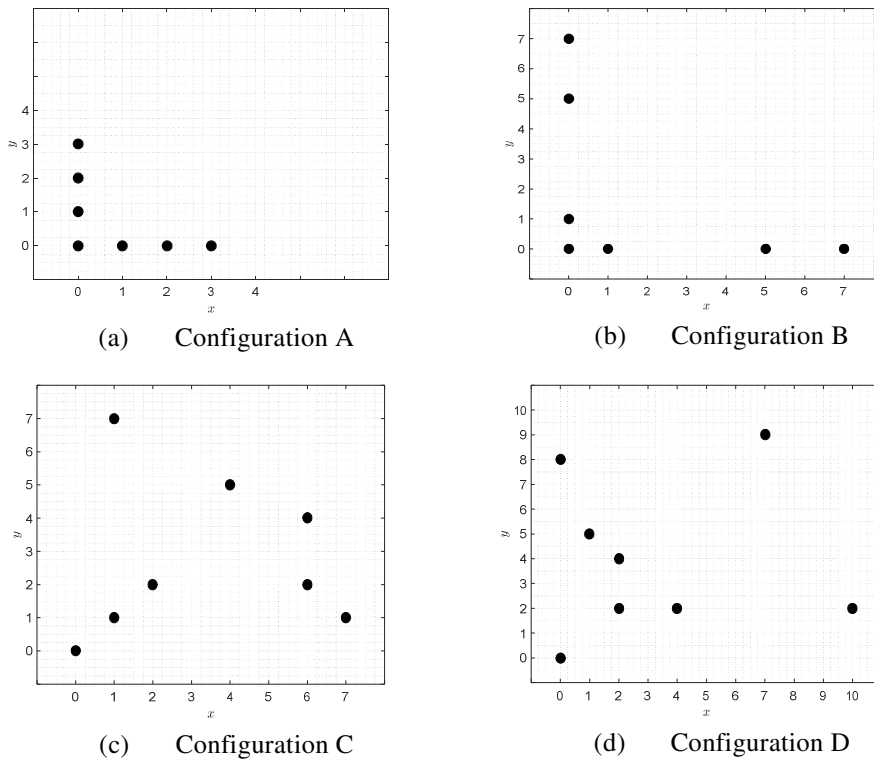 y
4
3
2
1
0
0 1 2 3 4
x
(a) Configuration A
y
7
6
5
4
3
2
1
0
0 1 2 3 4 5 6 7
x
(b) Configuration B
y
7
6
5
4
3
2
1
0
0 1 2 3 4 5 6 7
x
(c) Configuration C
y
10
9
8
7
6
5
4
3
2
1
0
0 1 2 3 4 5 6 7 8 9 10
x
(d) Configuration D